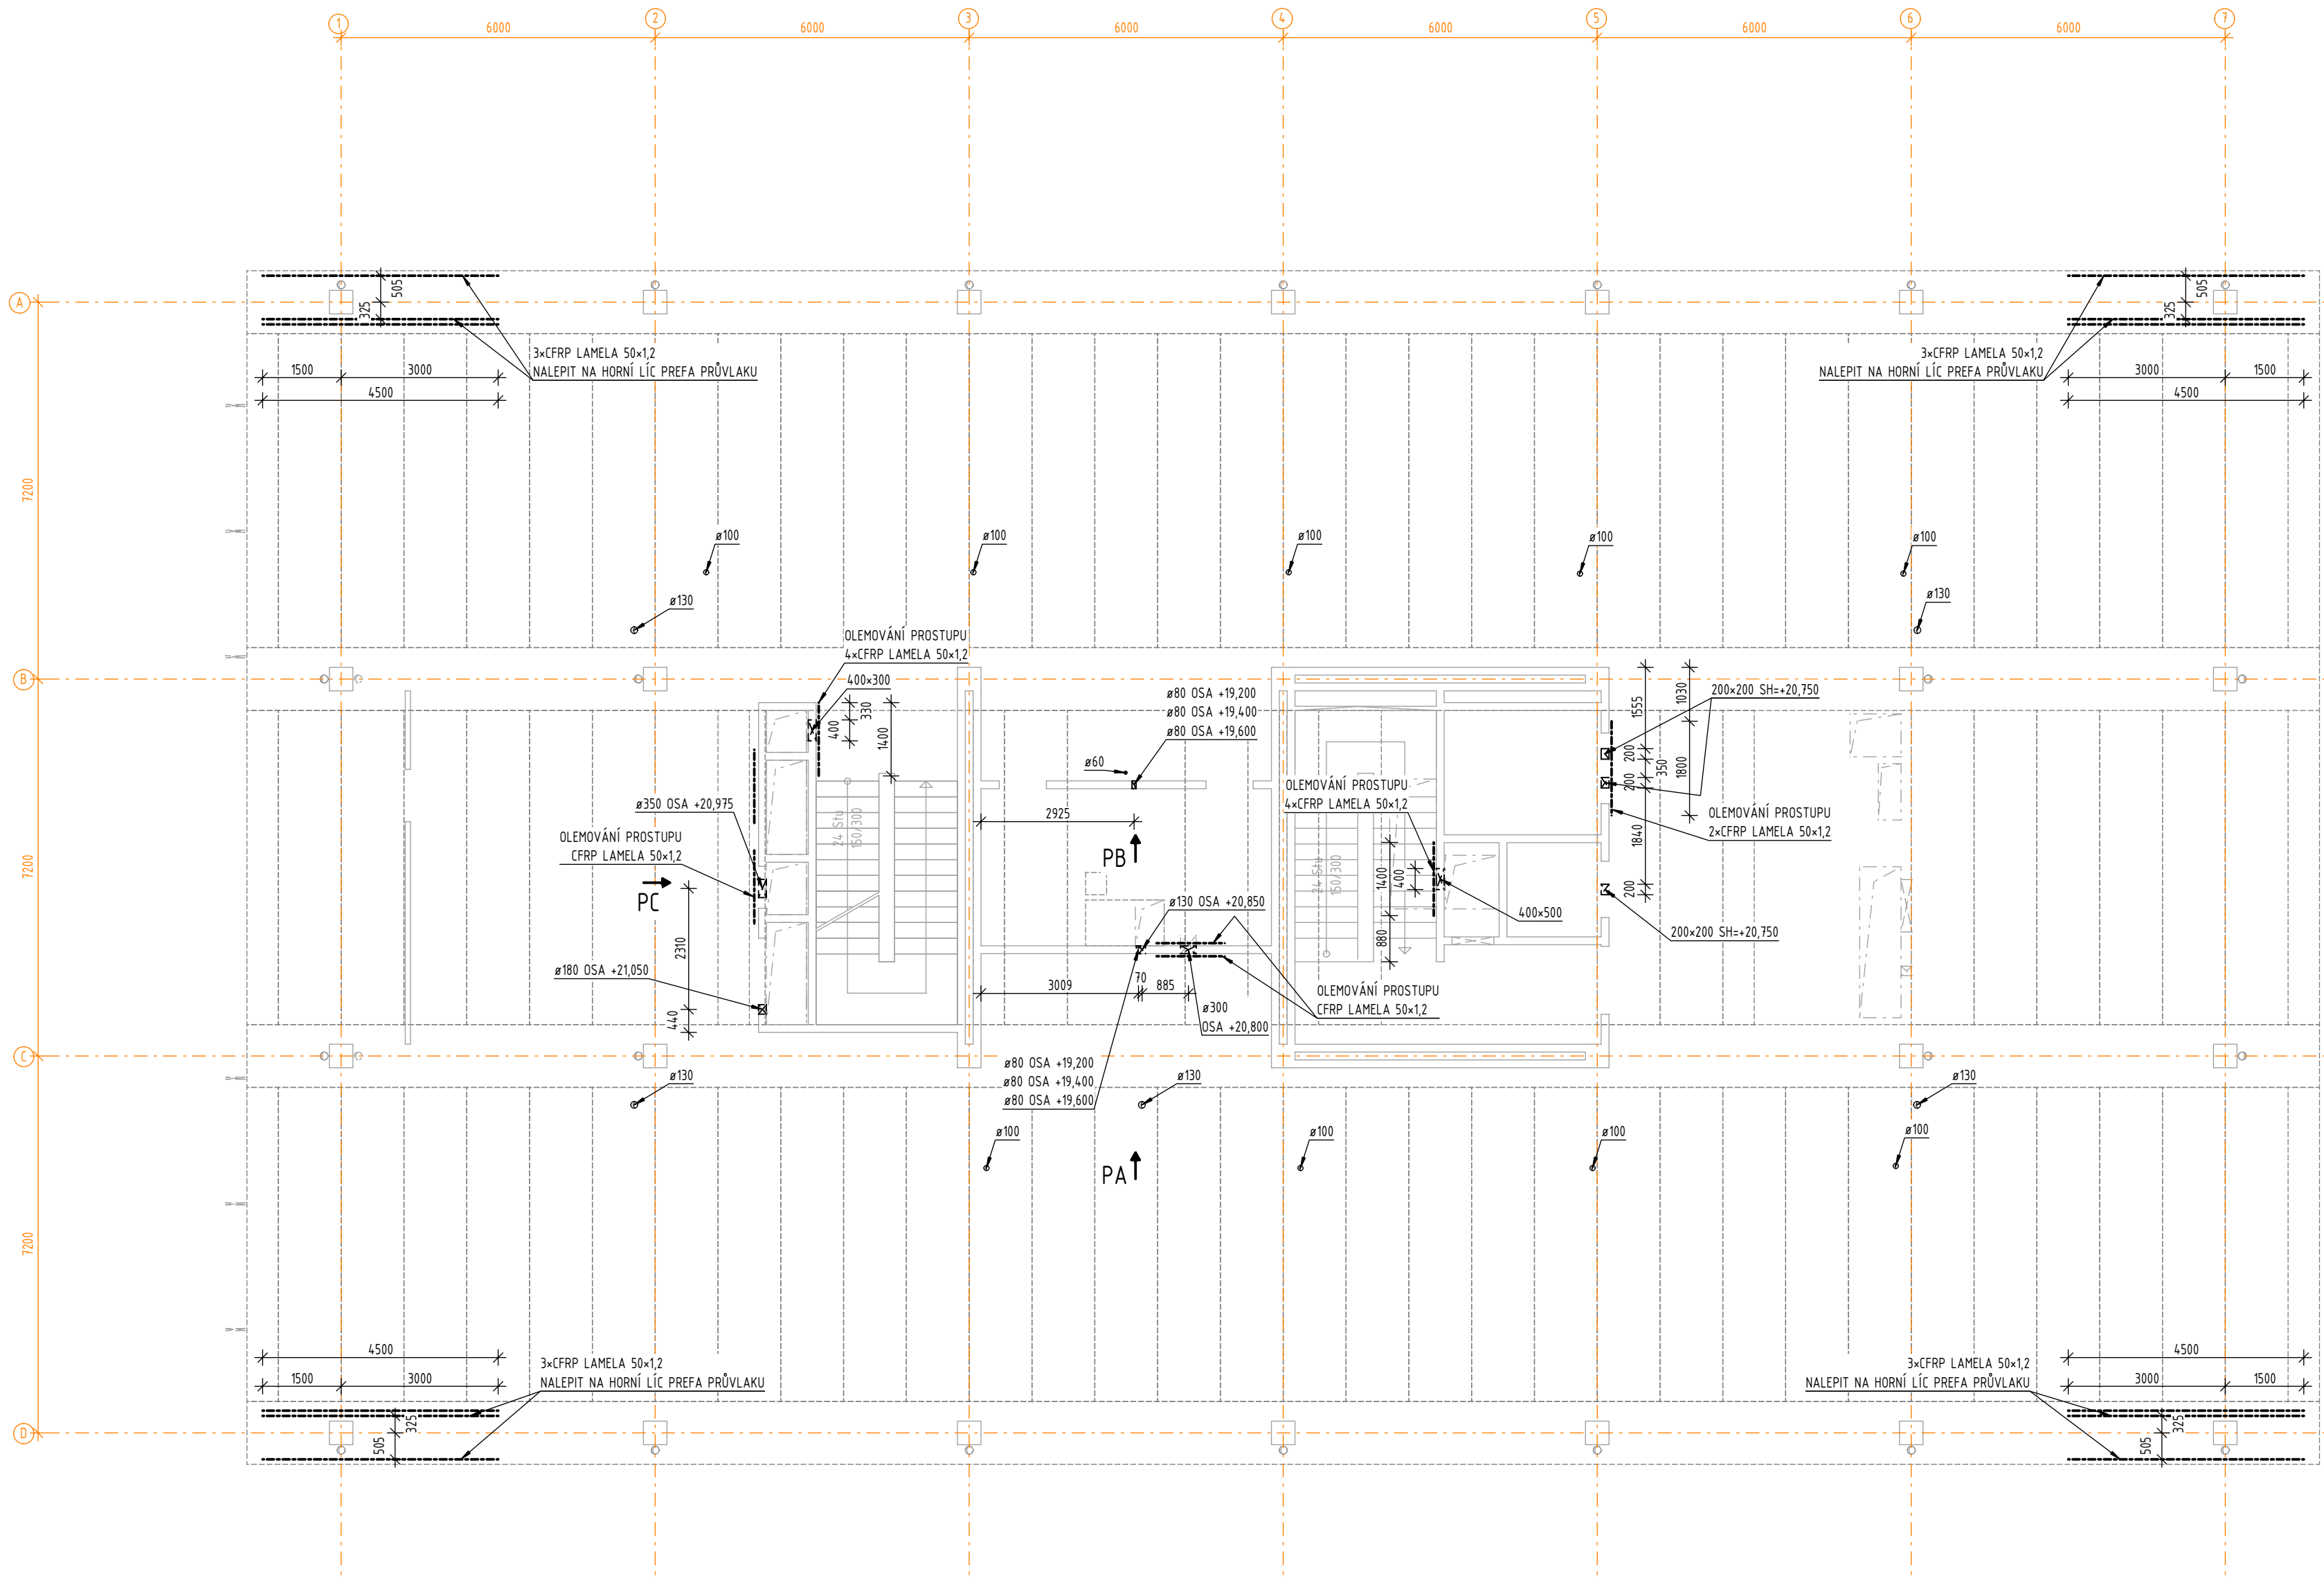 1
2
3
4
5
6
7
6000
6000
6000
6000
6000
6000
A
B
C
D
7200
7200
7200
505
325
3×CFRP LAMELA 50×1,2
NALEPIT NA HORNÍ LÍC PREFA PRŮVLAKU
1500
3000
4500
505
325
3×CFRP LAMELA 50×1,2
NALEPIT NA HORNÍ LÍC PREFA PRŮVLAKU
3000
1500
4500
ø100
ø100
ø100
ø100
ø100
ø130
ø130
OLEMOVÁNÍ PROSTUPU
4×CFRP LAMELA 50×1,2
400×300
330
400
1400
ø80 OSA +19,200
ø80 OSA +19,400
ø80 OSA +19,600
ø60
2925
PB
24 Stu
150/300
ø350 OSA +20,975
OLEMOVÁNÍ PROSTUPU
CFRP LAMELA 50×1,2
PC
2310
ø180 OSA +21,050
440
OLEMOVÁNÍ PROSTUPU
4×CFRP LAMELA 50×1,2
24 Stu
150/300
1400
400
880
400×500
1555
1030
200×200 SH=+20,750
200
350
200
1800
OLEMOVÁNÍ PROSTUPU
2×CFRP LAMELA 50×1,2
1840
200
200×200 SH=+20,750
ø130 OSA +20,850
3009
70
885
ø300
OSA +20,800
OLEMOVÁNÍ PROSTUPU
CFRP LAMELA 50×1,2
ø80 OSA +19,200
ø80 OSA +19,400
ø80 OSA +19,600
ø130
ø130
ø130
ø100
ø100
ø100
ø100
PA
4500
1500
3000
3×CFRP LAMELA 50×1,2
NALEPIT NA HORNÍ LÍC PREFA PRŮVLAKU
325
505
3×CFRP LAMELA 50×1,2
NALEPIT NA HORNÍ LÍC PREFA PRŮVLAKU
4500
3000
1500
325
505